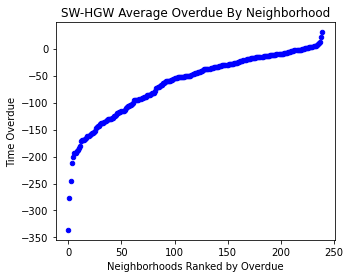 SW-HGW Average Overdue By Neighborhood
0
−50
−100
−150
−200
−250
−300
−350
Time Overdue
0 50 100 150 200 250
Neighborhoods Ranked by Overdue